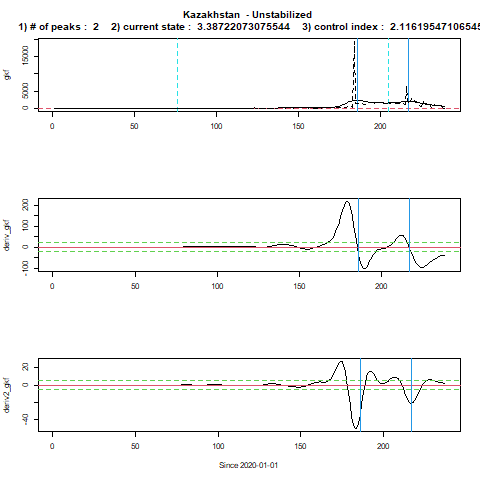 Kazakhstan - Unstabilized
1) # of peaks : 2 2) current state : 3.38722073075544 3) control index : 2.11619547106545
gkf
0 5000 15000
0 50 100 150 200
deriv_gkf
-100 0 100 200
0 50 100 150 200
deriv2_gkf
-40 0 20
0 50 100 150 200
Since 2020-01-01